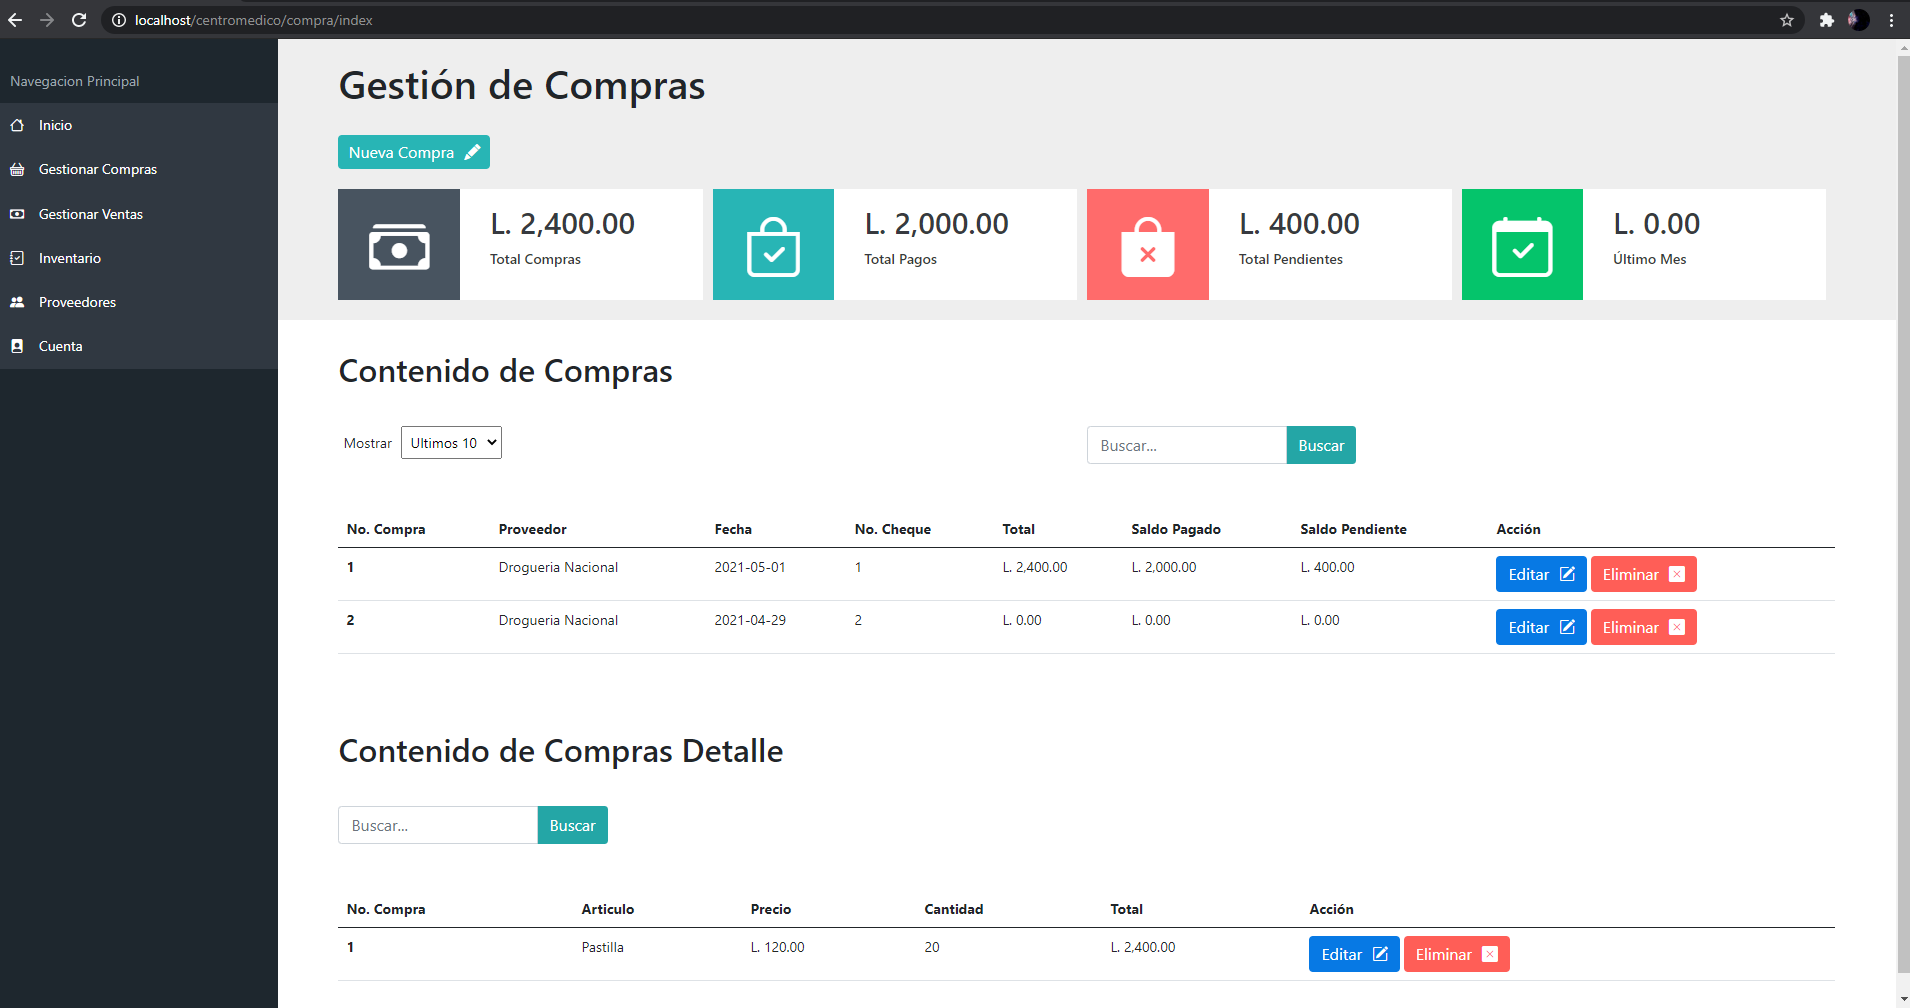 localhost/centromedico/compra/index
Navegacion Principal
Inicio
Gestionar Compras
Gestionar Ventas
Inventario
Proveedores
Cuenta
Gestión de Compras
Nueva Compra
L. 2,400.00
Total Compras
L. 2,000.00
Total Pagos
L. 400.00
Total Pendientes
L. 0.00
Último Mes
Contenido de Compras
Mostrar Ultimos 10 Buscar... Buscar
No. Compra Proveedor Fecha No. Cheque Total Saldo Pagado Saldo Pendiente Acción
1 Drogueria Nacional 2021-05-01 1 L. 2,400.00 L. 2,000.00 L. 400.00 Editar Eliminar
2 Drogueria Nacional 2021-04-29 2 L. 0.00 L. 0.00 L. 0.00 Editar Eliminar
Contenido de Compras Detalle
Buscar... Buscar
No. Compra Articulo Precio Cantidad Total Acción
1 Pastilla L. 120.00 20 L. 2,400.00 Editar Eliminar